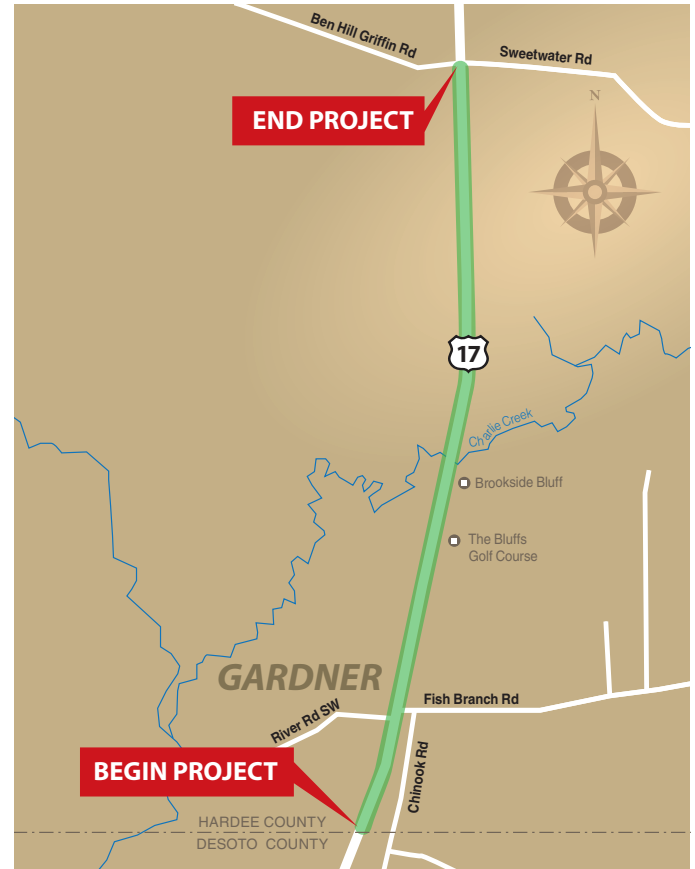 Ben Hill Griffin Rd
Sweetwater Rd
END PROJECT
N
17
Charlie Creek
Brookside Bluff
The Bluffs
Golf Course
GARDNER
Fish Branch Rd
River Rd SW
Chinook Rd
BEGIN PROJECT
HARDEE COUNTY
DESOTO COUNTY